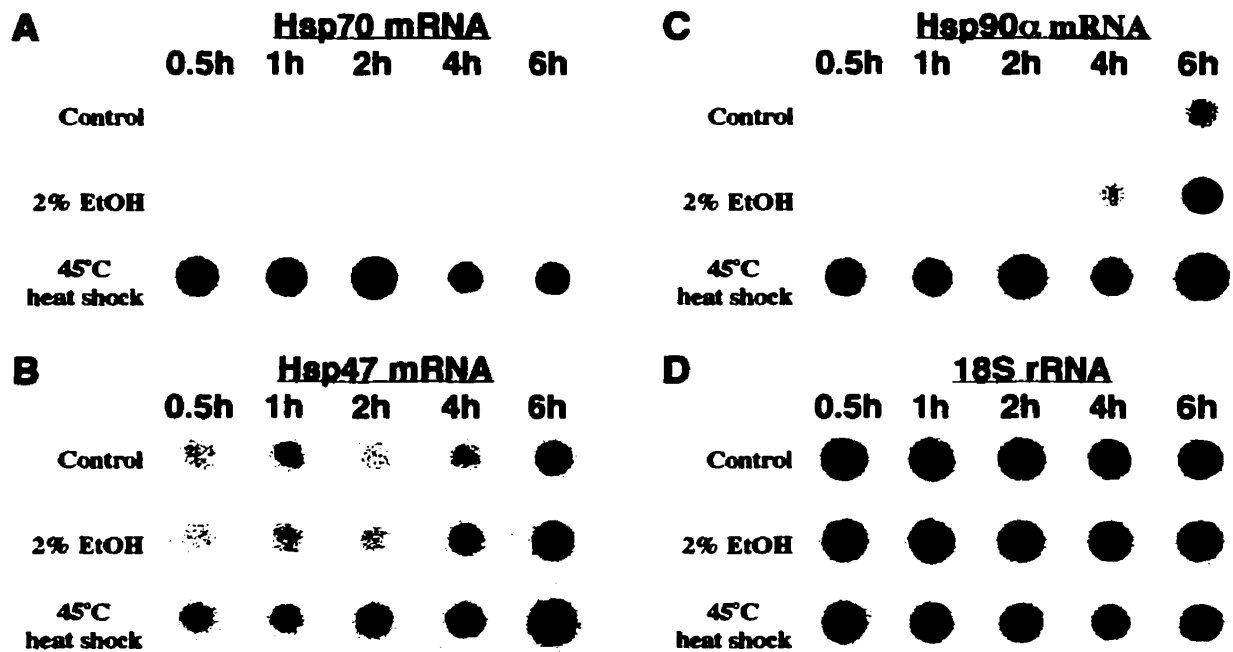 A
Hsp70 mRNA
0.5h 1h 2h 4h 6h
Control
2% EtOH
45°C
heat shock
B
Hsp47 mRNA
0.5h 1h 2h 4h 6h
Control
2% EtOH
45°C
heat shock
C
Hsp90α mRNA
0.5h 1h 2h 4h 6h
Control
2% EtOH
45°C
heat shock
D
18S rRNA
0.5h 1h 2h 4h 6h
Control
2% EtOH
45°C
heat shock